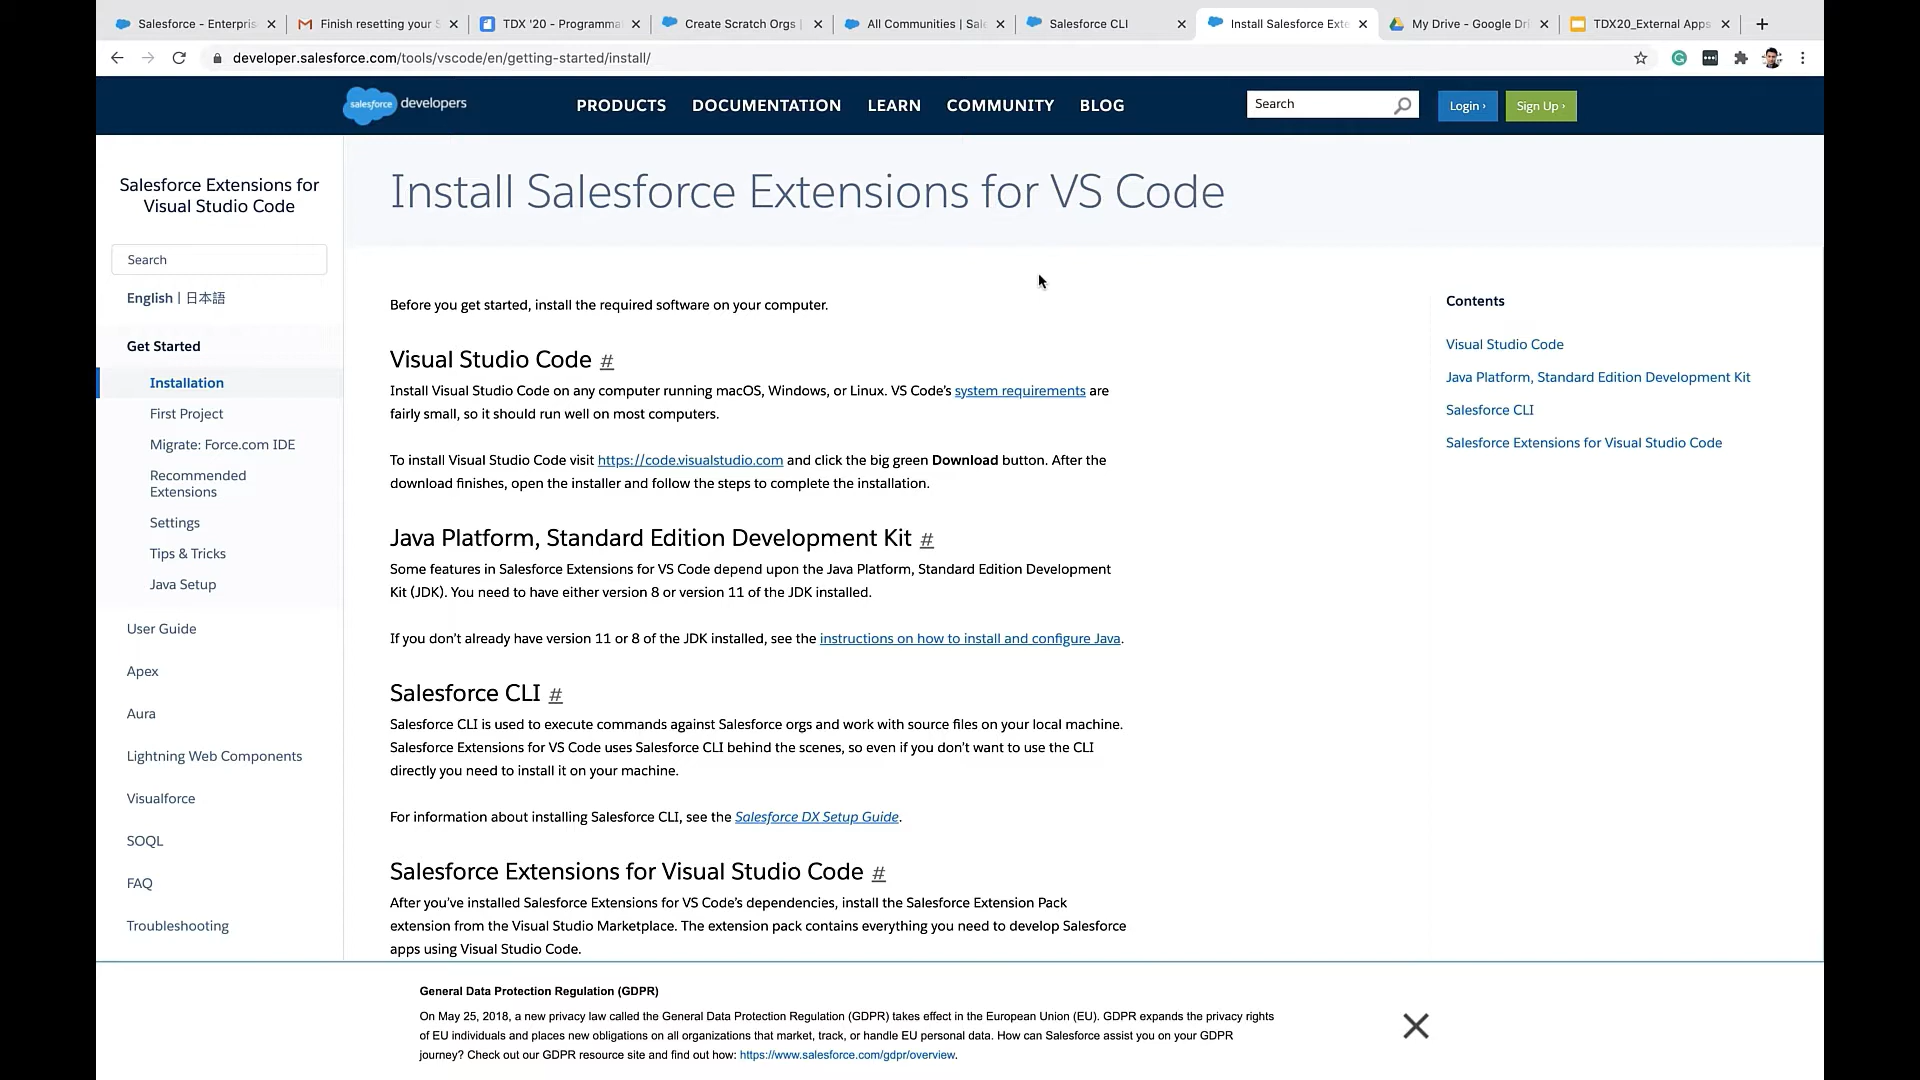 Salesforce - Enterpris
Finish resetting your S
TDX '20 - Programma
Create Scratch Orgs |
All Communities | Sale
Salesforce CLI
Install Salesforce Exte
My Drive - Google Dri
TDX20_External Apps
developer.salesforce.com/tools/vscode/en/getting-started/install/
salesforce developers
PRODUCTS DOCUMENTATION LEARN COMMUNITY BLOG
Search
Login ›
Sign Up ›
Salesforce Extensions for
Visual Studio Code
Search
English | 日本語
Get Started
Installation
First Project
Migrate: Force.com IDE
Recommended
Extensions
Settings
Tips & Tricks
Java Setup
User Guide
Apex
Aura
Lightning Web Components
Visualforce
SOQL
FAQ
Troubleshooting
Install Salesforce Extensions for VS Code
Before you get started, install the required software on your computer.
Visual Studio Code #
Install Visual Studio Code on any computer running macOS, Windows, or Linux. VS Code’s system requirements are
fairly small, so it should run well on most computers.
To install Visual Studio Code visit https://code.visualstudio.com and click the big green Download button. After the
download finishes, open the installer and follow the steps to complete the installation.
Java Platform, Standard Edition Development Kit #
Some features in Salesforce Extensions for VS Code depend upon the Java Platform, Standard Edition Development
Kit (JDK). You need to have either version 8 or version 11 of the JDK installed.
If you don’t already have version 11 or 8 of the JDK installed, see the instructions on how to install and configure Java.
Salesforce CLI #
Salesforce CLI is used to execute commands against Salesforce orgs and work with source files on your local machine.
Salesforce Extensions for VS Code uses Salesforce CLI behind the scenes, so even if you don’t want to use the CLI
directly you need to install it on your machine.
For information about installing Salesforce CLI, see the Salesforce DX Setup Guide.
Salesforce Extensions for Visual Studio Code #
After you’ve installed Salesforce Extensions for VS Code’s dependencies, install the Salesforce Extension Pack
extension from the Visual Studio Marketplace. The extension pack contains everything you need to develop Salesforce
apps using Visual Studio Code.
Contents
Visual Studio Code
Java Platform, Standard Edition Development Kit
Salesforce CLI
Salesforce Extensions for Visual Studio Code
General Data Protection Regulation (GDPR)
On May 25, 2018, a new privacy law called the General Data Protection Regulation (GDPR) takes effect in the European Union (EU). GDPR expands the privacy rights
of EU individuals and places new obligations on all organizations that market, track, or handle EU personal data. How can Salesforce assist you on your GDPR
journey? Check out our GDPR resource site and find out how: https://www.salesforce.com/gdpr/overview.